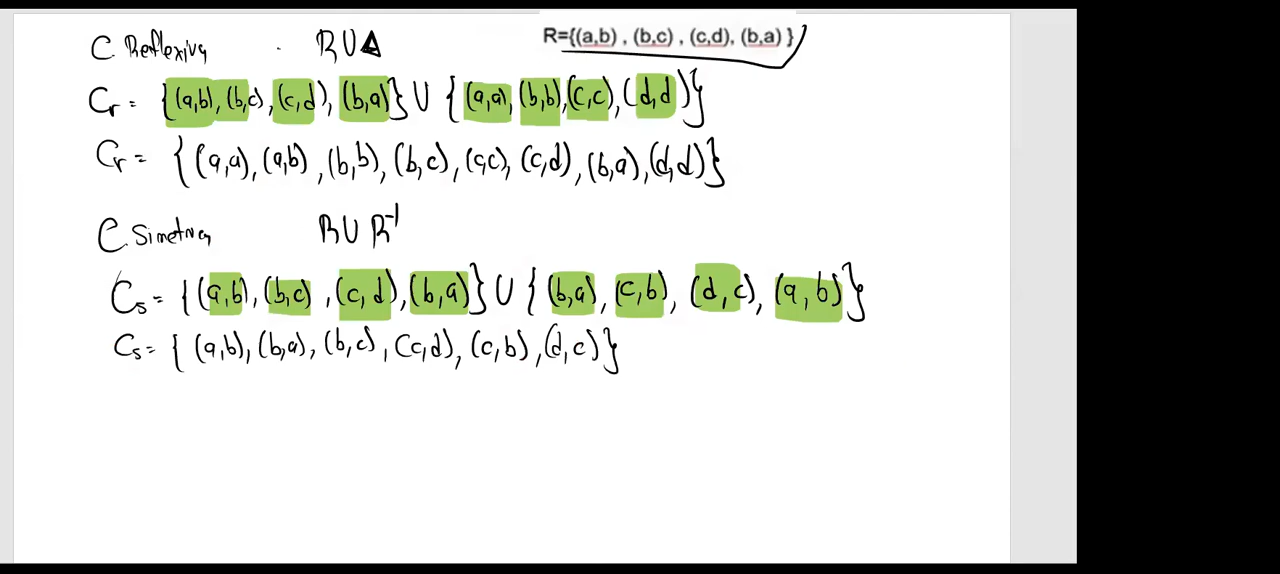 C Reflexiva R U Δ R={(a,b) , (b,c) , (c,d), (b,a) }
Cr = {(a,b), (b,c), (c,d), (b,a)} U {(a,a), (b,b), (c,c), (d,d)}
Cr = {(a,a), (a,b), (b,b), (b,c), (c,c), (c,d), (b,a), (d,d)}
C Simetrica R U R⁻¹
Cs = {(a,b), (b,c), (c,d), (b,a)} U {(b,a), (c,b), (d,c), (a,b)}
Cs = {(a,b), (b,a), (b,c), (c,d), (c,b), (d,c)}